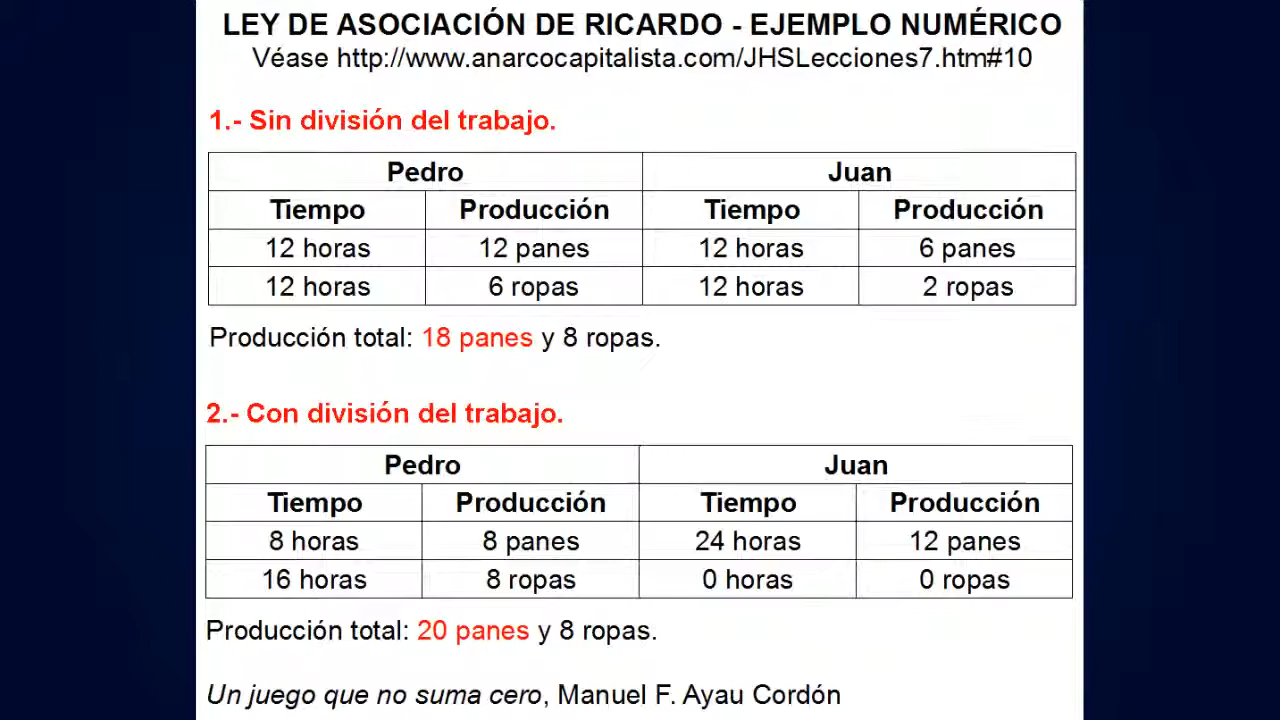 LEY DE ASOCIACIÓN DE RICARDO - EJEMPLO NUMÉRICO
Véase http://www.anarcocapitalista.com/JHSLecciones7.htm#10
1.- Sin división del trabajo.
Pedro Juan
Tiempo Producción Tiempo Producción
12 horas 12 panes 12 horas 6 panes
12 horas 6 ropas 12 horas 2 ropas
Producción total: 18 panes y 8 ropas.
2.- Con división del trabajo.
Pedro Juan
Tiempo Producción Tiempo Producción
8 horas 8 panes 24 horas 12 panes
16 horas 8 ropas 0 horas 0 ropas
Producción total: 20 panes y 8 ropas.
Un juego que no suma cero, Manuel F. Ayau Cordón